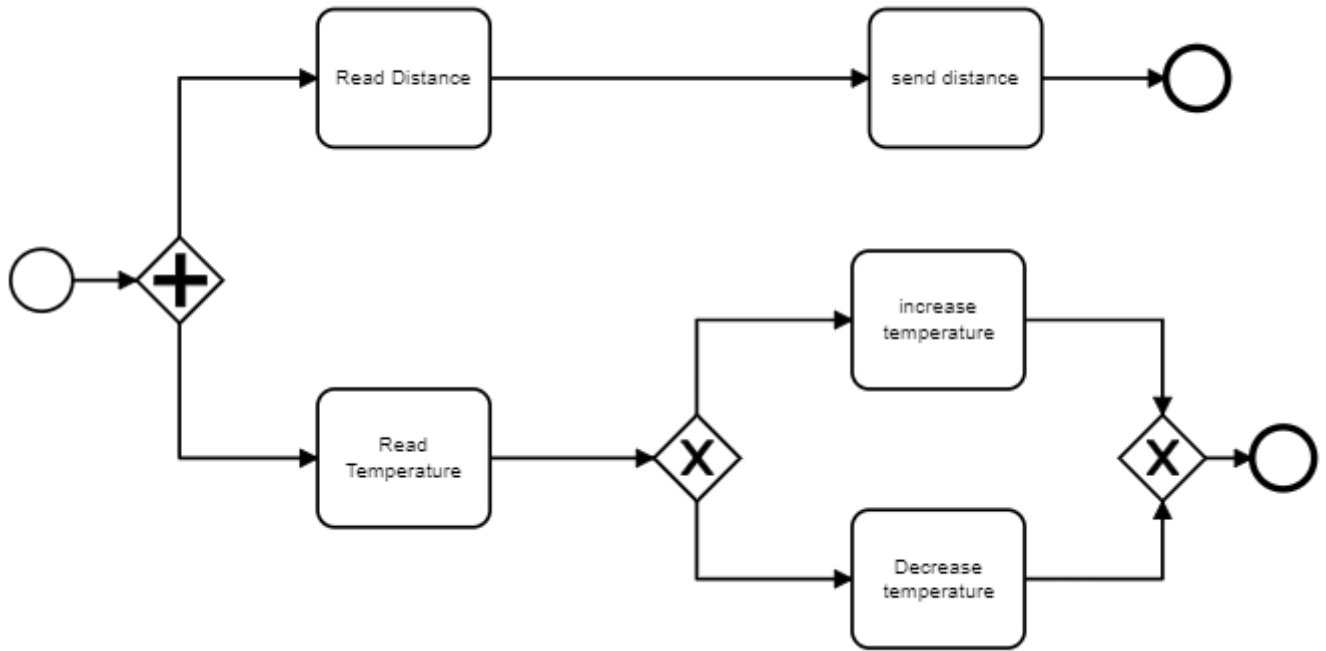 Read Distance
send distance
increase
temperature
Read
Temperature
Decrease
temperature